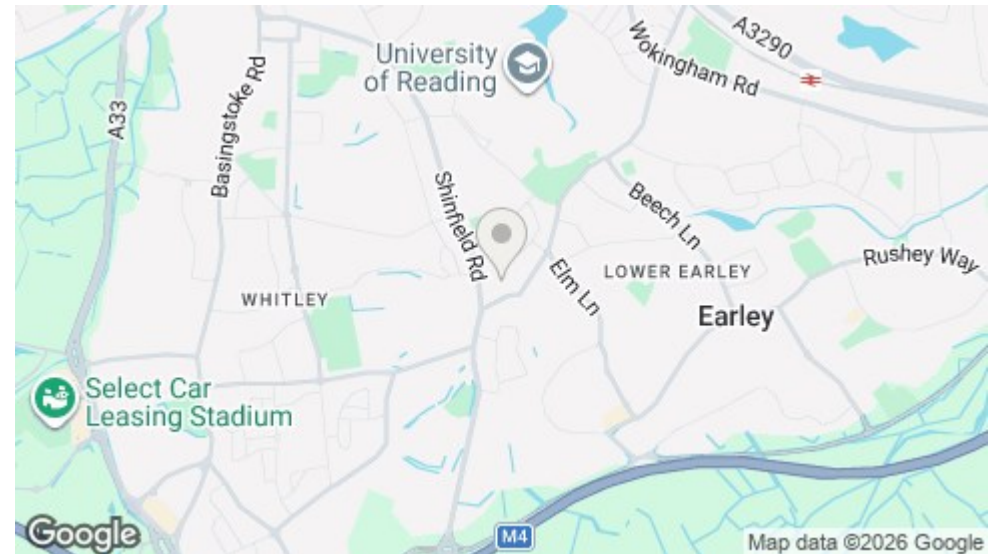 A3290
Wokingham Rd
University
of Reading
Basingstoke Rd
A33
Shinfield Rd
Beech Ln
Elm Ln
LOWER EARLEY
Rushey Way
WHITLEY
Earley
Select Car
Leasing Stadium
M4
Google
Map data ©2026 Google